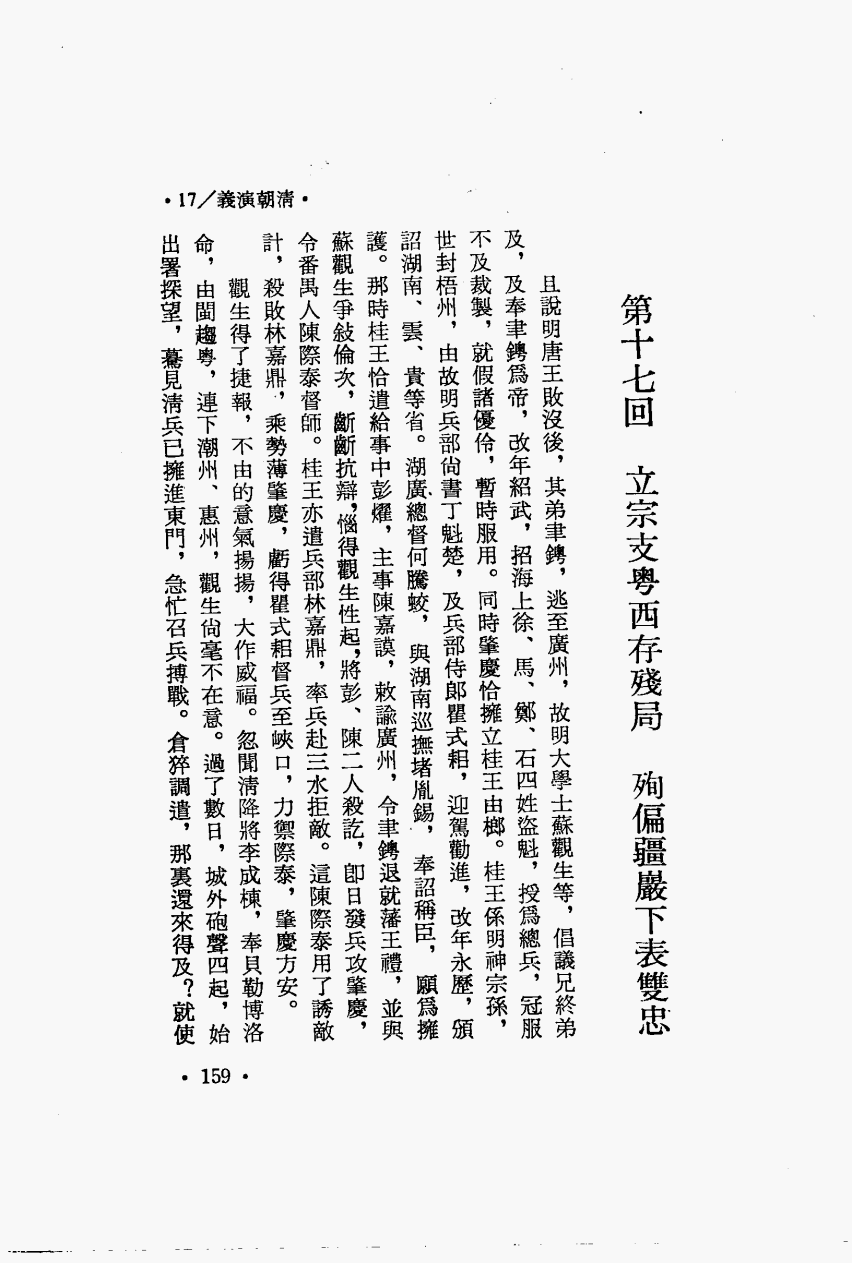 第十七回　立宗支粤西存殘局　殉偏疆巖下表雙忠
且說明唐王敗沒後，其弟聿鐭，逃至廣州，故明大學士蘇觀生等，倡議兄終弟
及，及奉聿鐭爲帝，改年紹武，招海上徐、馬、鄭、石四姓盜魁，授爲總兵，冠服
不及裁製，就假諸優伶，暫時服用。同時肇慶恰擁立桂王由榔。桂王係明神宗孫，
世封梧州，由故明兵部尙書丁魁楚，及兵部侍郞瞿式耜，迎駕勸進，改年永歷，頒
詔湖南、雲、貴等省。湖廣總督何騰蛟，與湖南巡撫堵胤錫，奉詔稱臣，願爲擁
護。那時桂王恰遣給事中彭燿，主事陳嘉謨，敕諭廣州，令聿鐭退就藩王禮，並與
蘇觀生爭敍倫次，齗齗抗辯，惱得觀生性起，將彭、陳二人殺訖，卽日發兵攻肇慶，
令番禺人陳際泰督師。桂王亦遣兵部林嘉鼎，率兵赴三水拒敵。這陳際泰用了誘敵
計，殺敗林嘉鼎，乘勢薄肇慶，虧得瞿式耜督兵至峽口，力禦際泰，肇慶方安。
觀生得了捷報，不由的意氣揚揚，大作威福。忽聞淸降將李成棟，奉貝勒博洛
命，由閩趨粵，連下潮州、惠州，觀生尙毫不在意。過了數日，城外砲聲四起，始
出署探望，驀見淸兵已擁進東門，急忙召兵搏戰。倉猝調遣，那裏還來得及？就使
・17／義演朝淸・
・159・